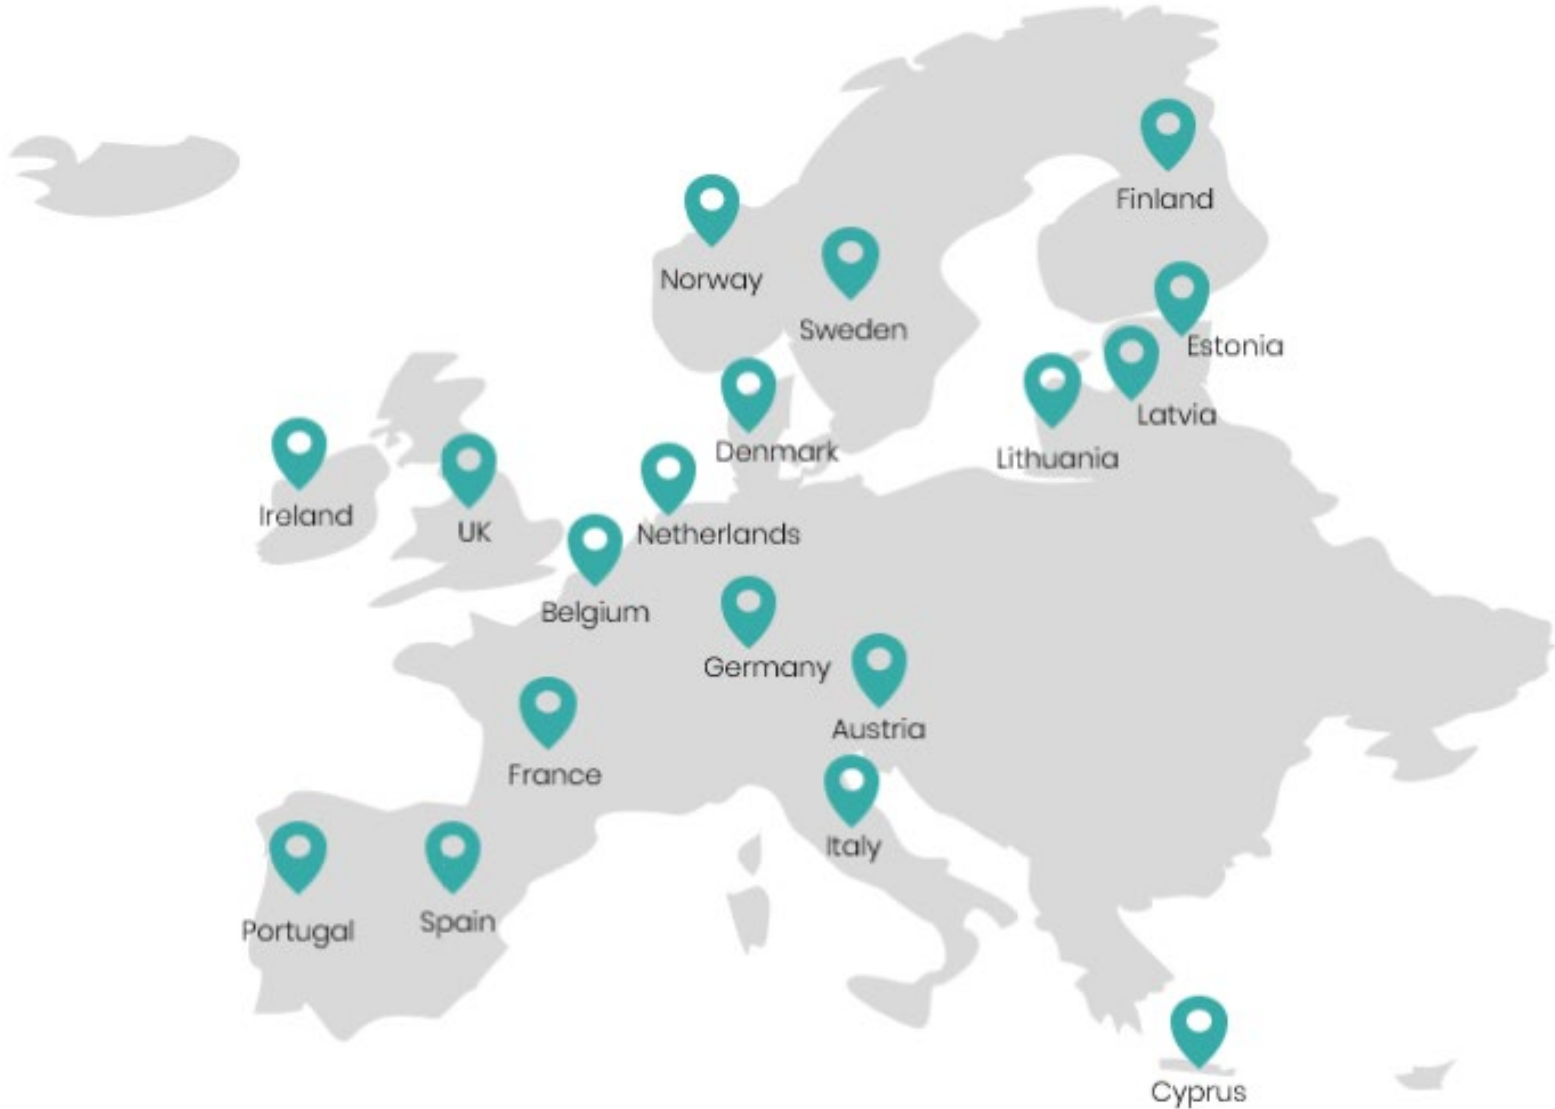 Finland
Norway
Sweden
Estonia
Latvia
Denmark
Lithuania
Ireland
UK
Netherlands
Belgium
Germany
Austria
France
Italy
Spain
Portugal
Cyprus